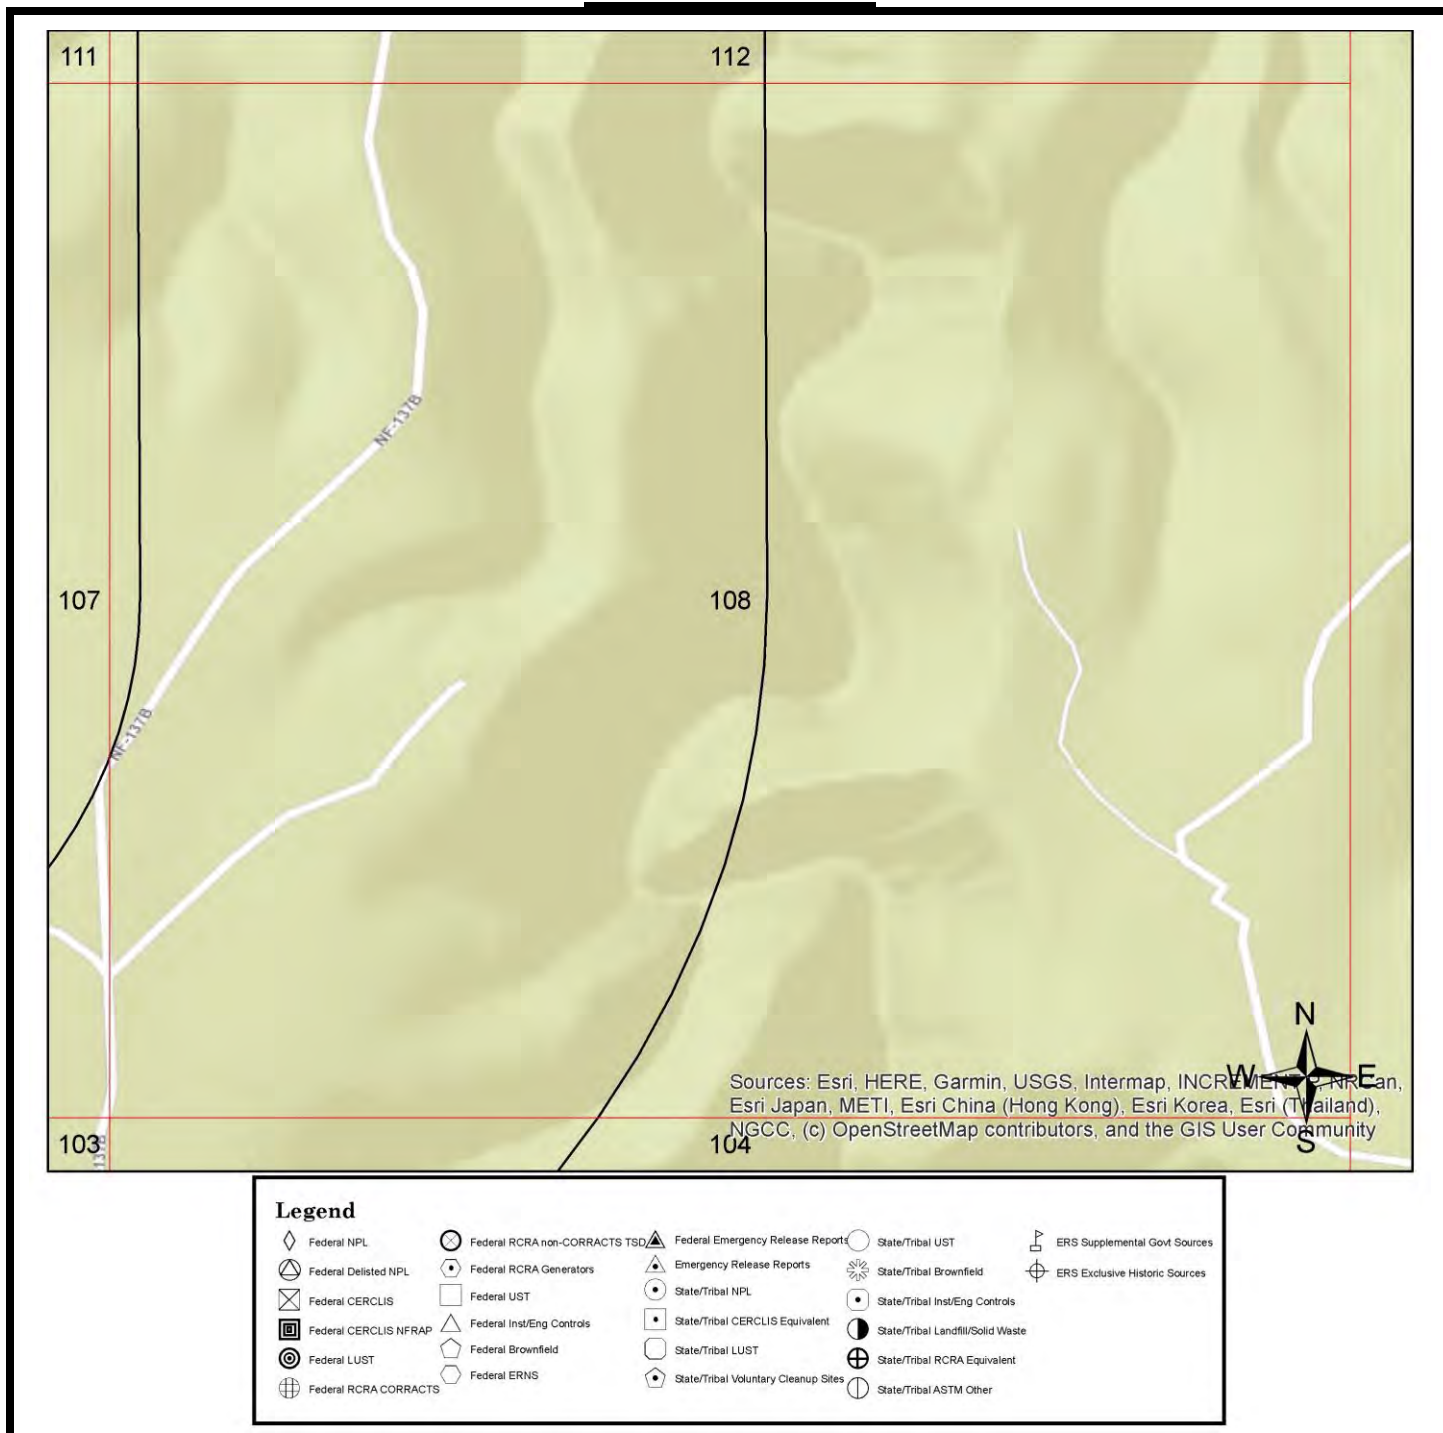 111
112
NF-137B
107
108
NF-137B
N
W
E
S
Sources: Esri, HERE, Garmin, USGS, Intermap, INCREMENT P, NRCan,
Esri Japan, METI, Esri China (Hong Kong), Esri Korea, Esri (Thailand),
NGCC, (c) OpenStreetMap contributors, and the GIS User Community
103
104
137B
Legend
Federal NPL
Federal Delisted NPL
Federal CERCLIS
Federal CERCLIS NFRAP
Federal LUST
Federal RCRA CORRACTS
Federal RCRA non-CORRACTS TSD
Federal RCRA Generators
Federal UST
Federal Inst/Eng Controls
Federal Brownfield
Federal ERNS
Federal Emergency Release Reports
Emergency Release Reports
State/Tribal NPL
State/Tribal CERCLIS Equivalent
State/Tribal LUST
State/Tribal Voluntary Cleanup Sites
State/Tribal UST
State/Tribal Brownfield
State/Tribal Inst/Eng Controls
State/Tribal Landfill/Solid Waste
State/Tribal RCRA Equivalent
State/Tribal ASTM Other
ERS Supplemental Govt Sources
ERS Exclusive Historic Sources